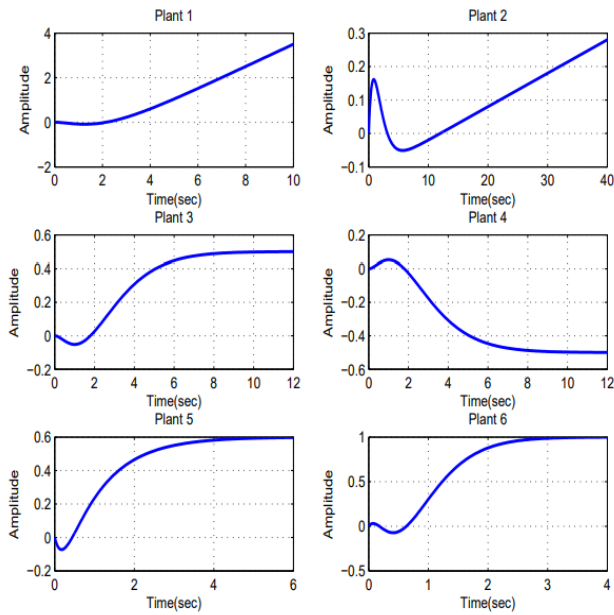 Plant 1
4
2
0
−2
Amplitude
0 2 4 6 8 10
Time(sec)
Plant 2
0.3
0.2
0.1
0
−0.1
Amplitude
0 10 20 30 40
Time(sec)
Plant 3
0.6
0.4
0.2
0
−0.2
Amplitude
0 2 4 6 8 10 12
Time(sec)
Plant 4
0.2
0
−0.2
−0.4
−0.6
Amplitude
0 2 4 6 8 10 12
Time(sec)
Plant 5
0.6
0.4
0.2
0
−0.2
Amplitude
0 2 4 6
Time(sec)
Plant 6
1
0.5
0
−0.5
Amplitude
0 1 2 3 4
Time(sec)